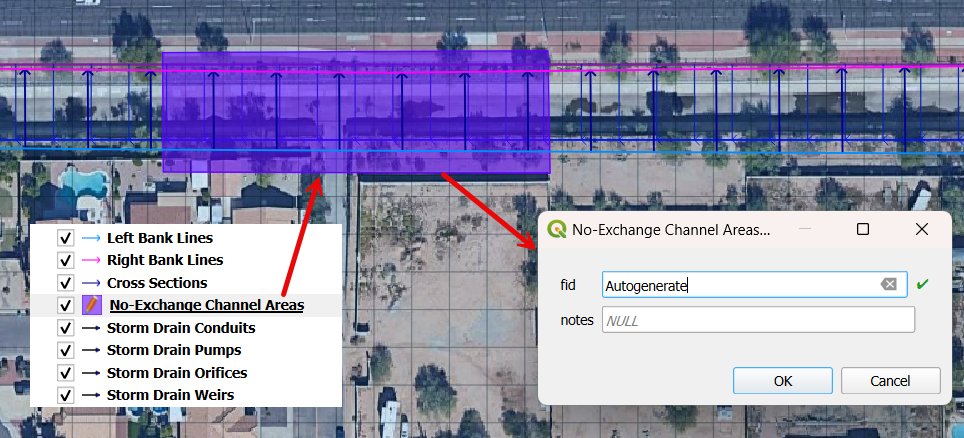 Left Bank Lines
Right Bank Lines
Cross Sections
No-Exchange Channel Areas
Storm Drain Conduits
Storm Drain Pumps
Storm Drain Orifices
Storm Drain Weirs
No-Exchange Channel Areas...
fid Autogenerate
notes NULL
OK Cancel